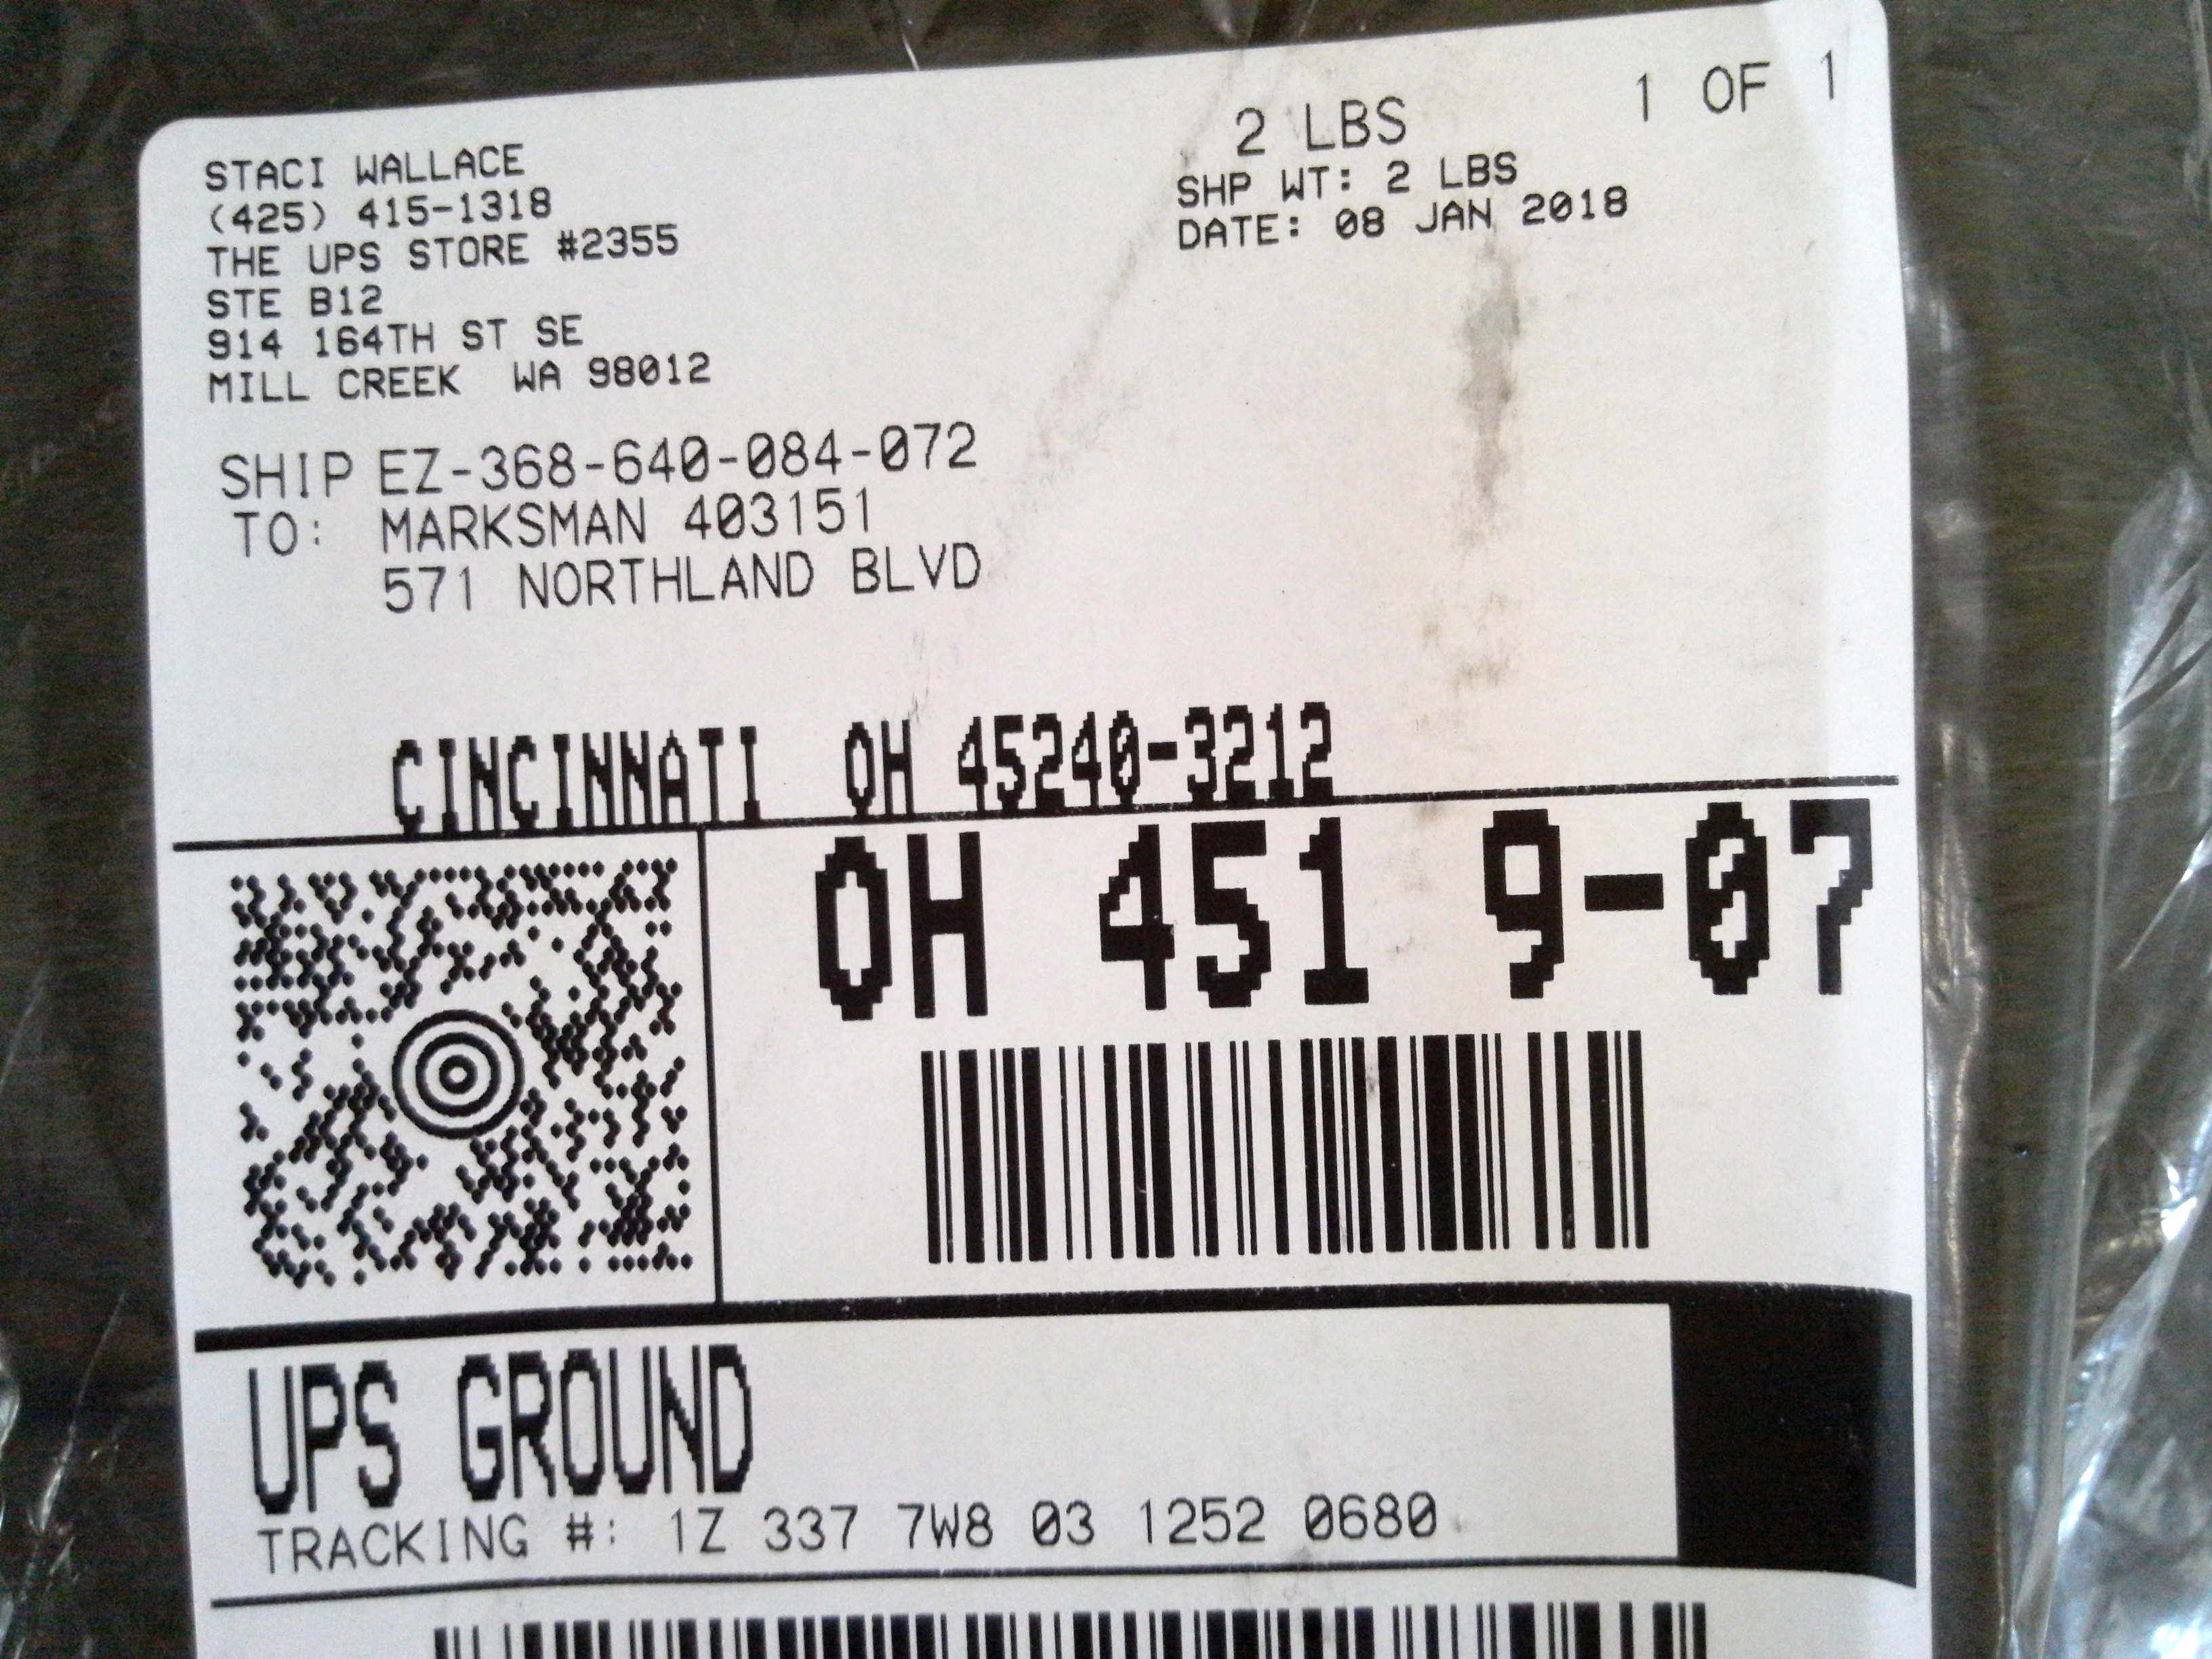 STACI WALLACE
(425) 415-1318
THE UPS STORE #2355
STE B12
914 164TH ST SE
MILL CREEK WA 98012
2 LBS
1 OF 1
SHP WT: 2 LBS
DATE: 08 JAN 2018
SHIP EZ-368-640-084-072
TO: MARKSMAN 403151
571 NORTHLAND BLVD
CINCINNATI OH 45240-3212
OH 451 9-07
UPS GROUND
TRACKING #: 1Z 337 7W8 03 1252 0680